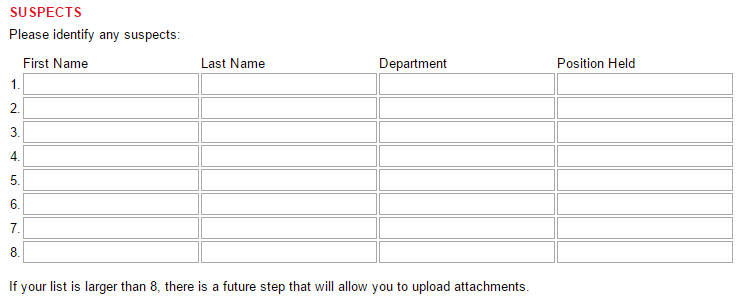 SUSPECTS
Please identify any suspects:
First Name Last Name Department Position Held
1.
2.
3.
4.
5.
6.
7.
8.
If your list is larger than 8, there is a future step that will allow you to upload attachments.